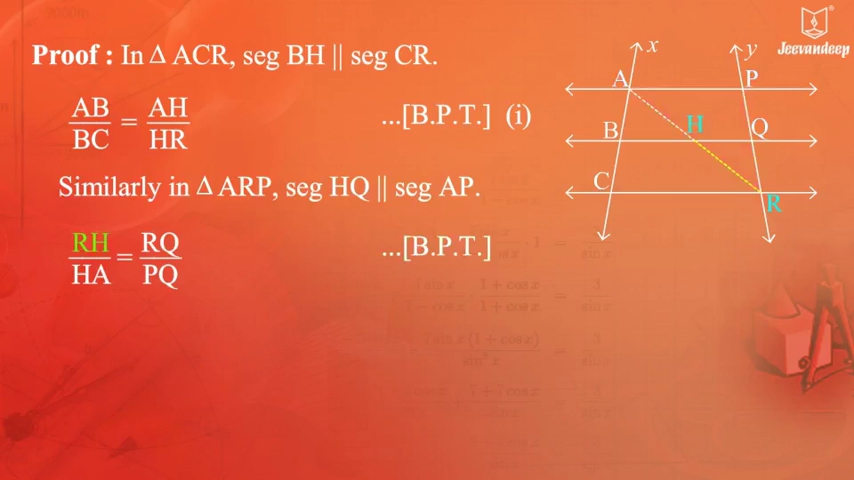 Proof : In Δ ACR, seg BH || seg CR.
AB/BC = AH/HR ...[B.P.T.] (i)
Similarly in Δ ARP, seg HQ || seg AP.
RH/HA = RQ/PQ ...[B.P.T.]
Jeevandeep
x y
A P
B H Q
C R